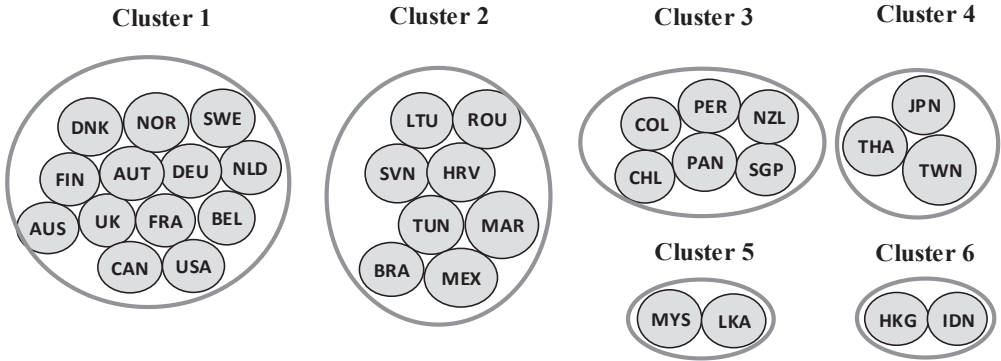 Cluster 1
DNK NOR SWE
FIN AUT DEU NLD
AUS UK FRA BEL
CAN USA
Cluster 2
LTU ROU
SVN HRV
TUN MAR
BRA MEX
Cluster 3
COL PER NZL
CHL PAN SGP
Cluster 4
JPN
THA
TWN
Cluster 5
MYS LKA
Cluster 6
HKG IDN